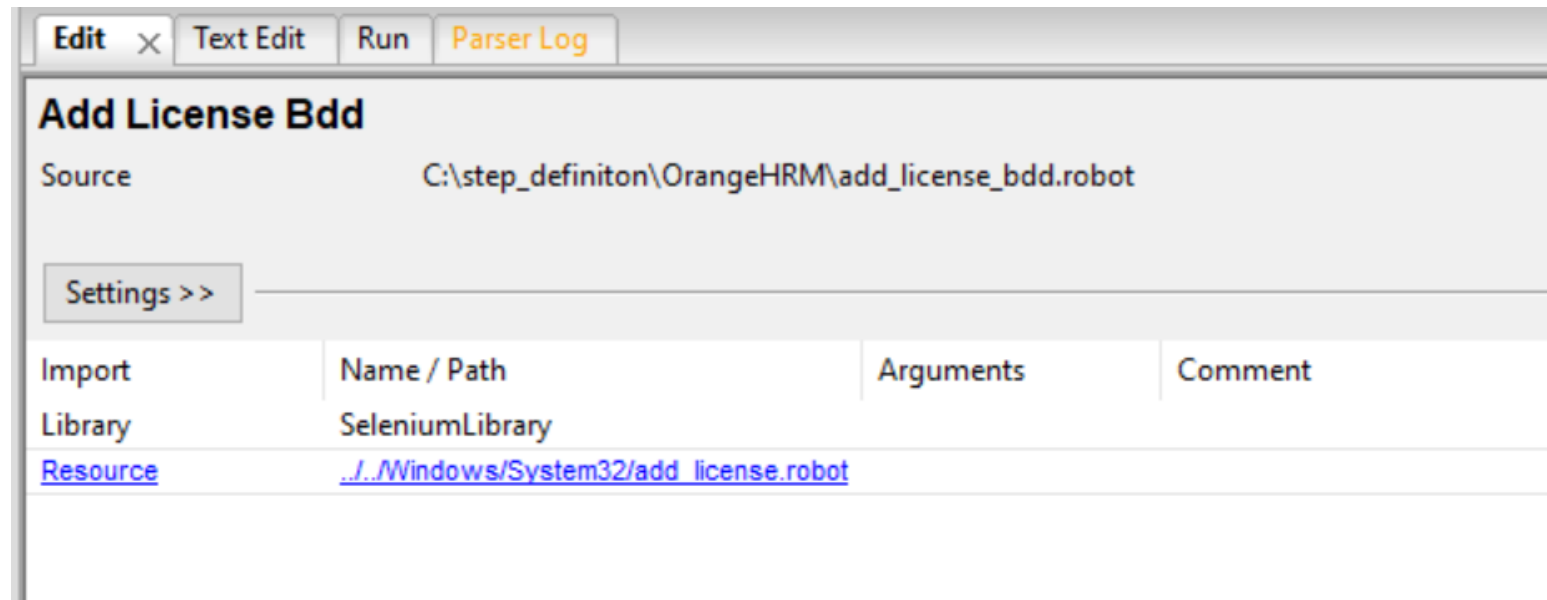 Edit Text Edit Run Parser Log
Add License Bdd
Source C:\step_definiton\OrangeHRM\add_license_bdd.robot
Settings >>
Import Name / Path Arguments Comment
Library SeleniumLibrary
Resource ../../Windows/System32/add_license.robot